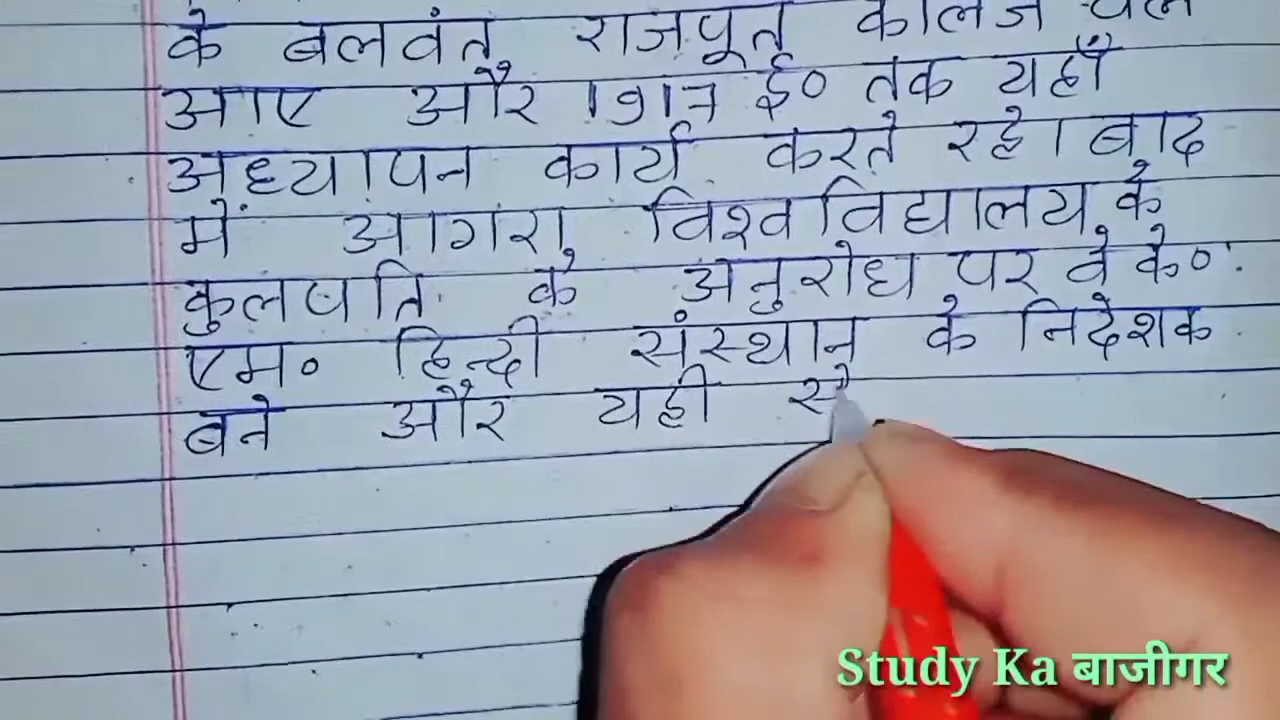 के बलवंत राजपूत कॉलेज चले
आए और 1917 ई० तक यहाँ
अध्यापन कार्य करते रहे। बाद
में आगरा विश्वविद्यालय के
कुलपति के अनुरोध पर वे के०
एम० हिन्दी संस्थान के निदेशक
बने और यही से
Study Ka बाजीगर